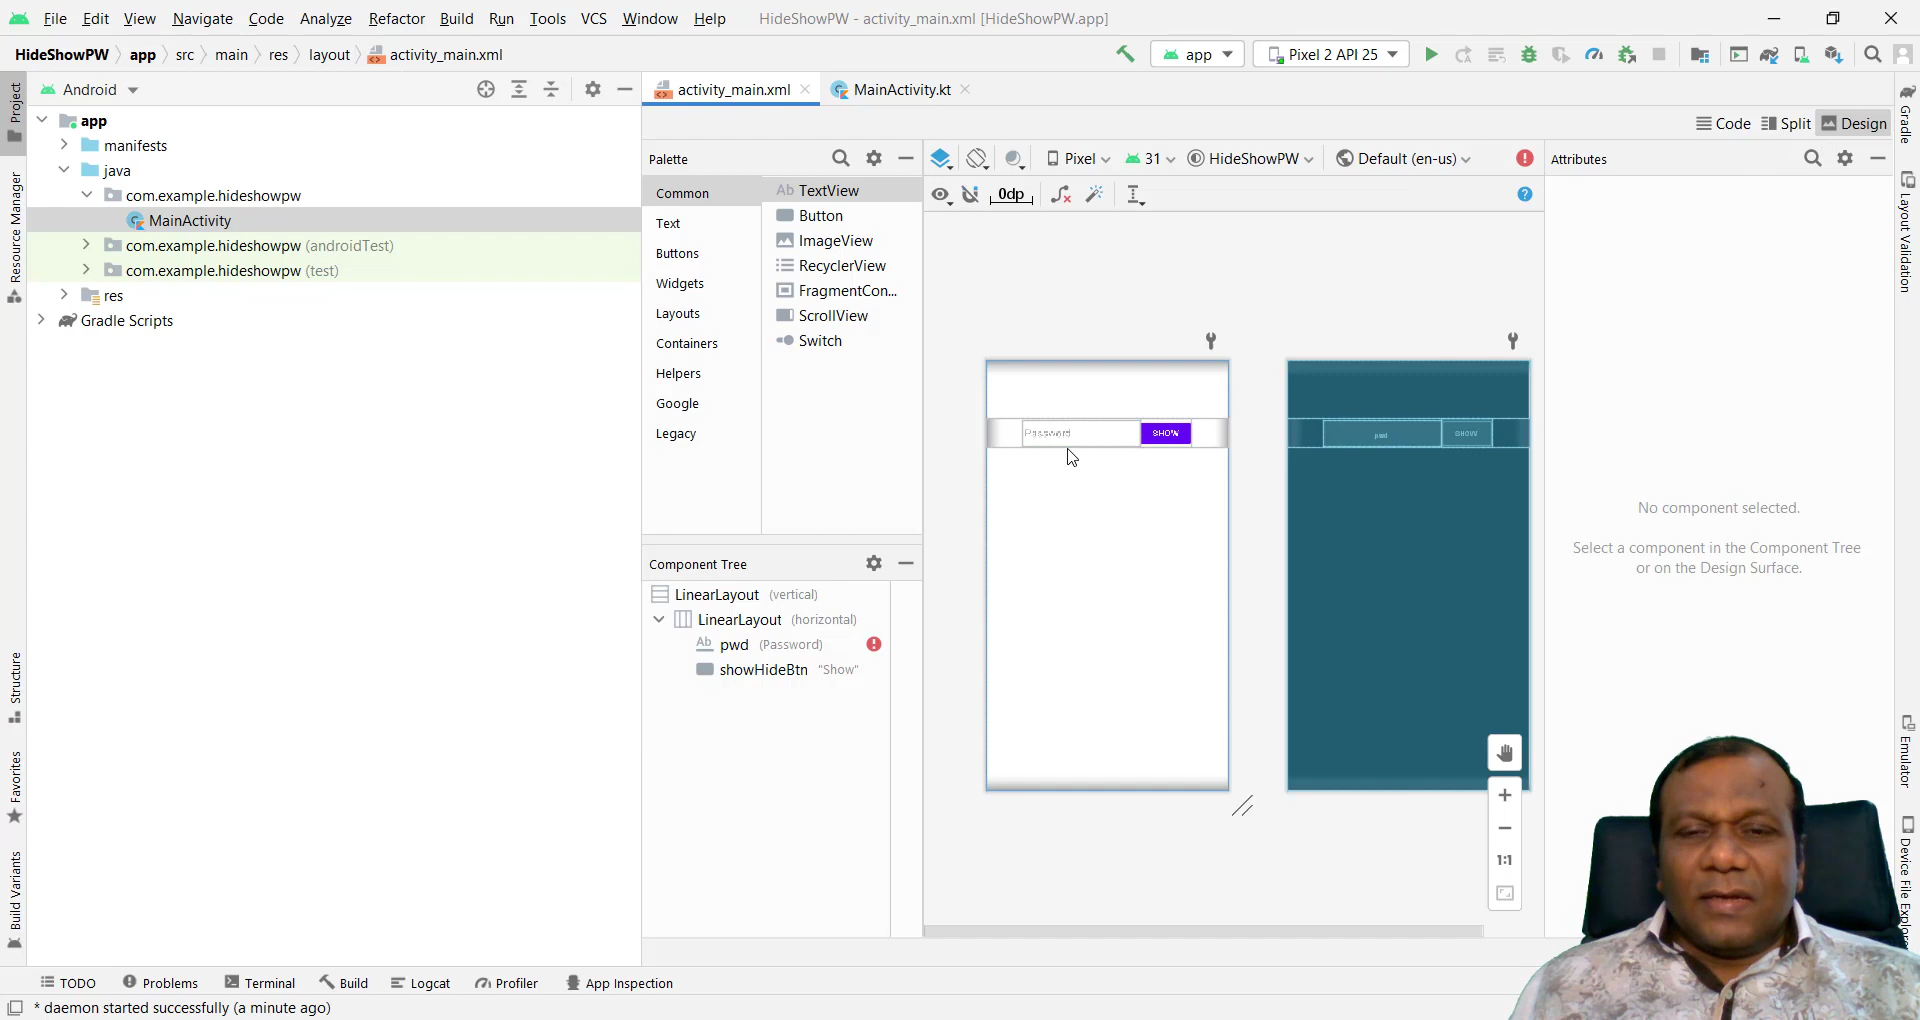 File Edit View Navigate Code Analyze Refactor Build Run Tools VCS Window Help HideShowPW - activity_main.xml [HideShowPW.app]
HideShowPW app src main res layout activity_main.xml app Pixel 2 API 25
Project
Resource Manager
Structure
Favorites
Build Variants
Android
app
manifests
java
com.example.hideshowpw
MainActivity
com.example.hideshowpw (androidTest)
com.example.hideshowpw (test)
res
Gradle Scripts
activity_main.xml MainActivity.kt
Code Split Design
Palette
Common
Text
Buttons
Widgets
Layouts
Containers
Helpers
Google
Legacy
Ab TextView
Button
ImageView
RecyclerView
FragmentCon...
ScrollView
Switch
Component Tree
LinearLayout (vertical)
LinearLayout (horizontal)
Ab pwd (Password)
showHideBtn "Show"
Pixel 31 HideShowPW Default (en-us)
0dp
Password SHOW
pwd SHOW
1:1
Attributes
No component selected.
Select a component in the Component Tree
or on the Design Surface.
Gradle
Layout Validation
Emulator
Device File Explorer
TODO Problems Terminal Build Logcat Profiler App Inspection
* daemon started successfully (a minute ago)